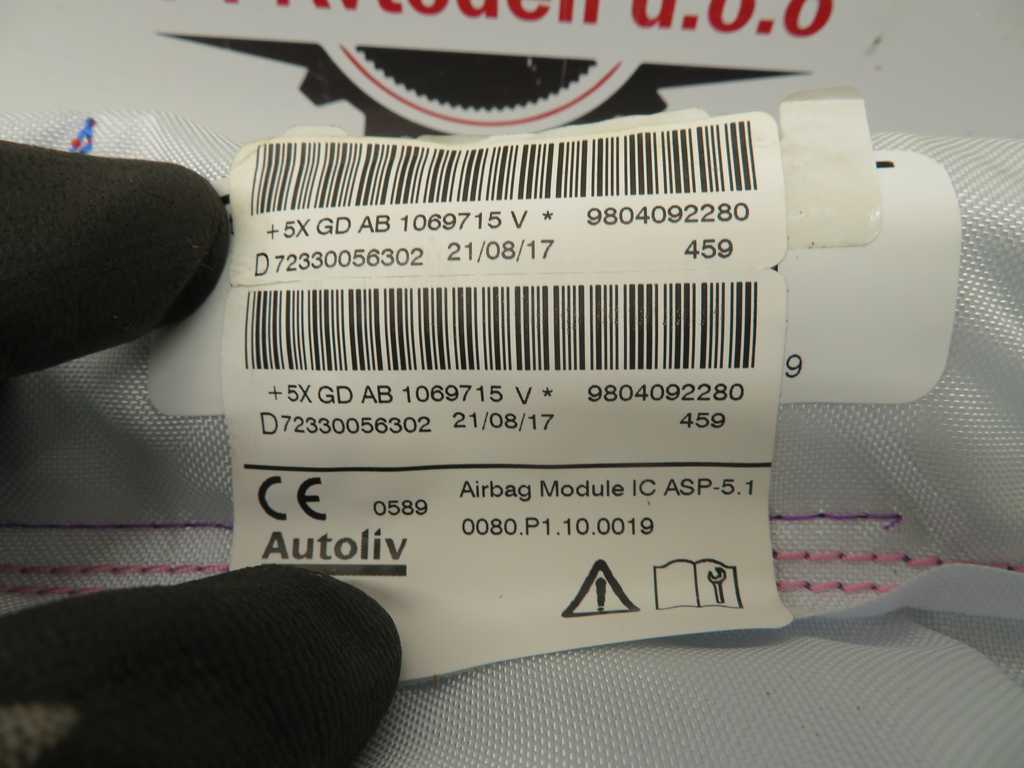 Avtodeli d.o.o
+5X GD AB 1069715 V * 9804092280
D72330056302 21/08/17 459
+5X GD AB 1069715 V * 9804092280
D72330056302 21/08/17 459
9
CE 0589 Airbag Module IC ASP-5.1
0080.P1.10.0019
Autoliv